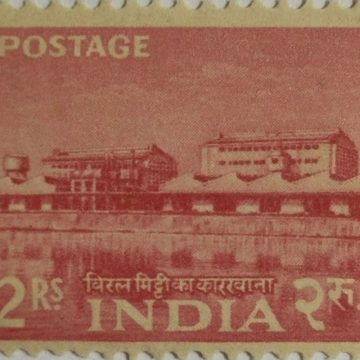 POSTAGE
विरल मिट्टी का कारखाना
2 RS INDIA २ रु